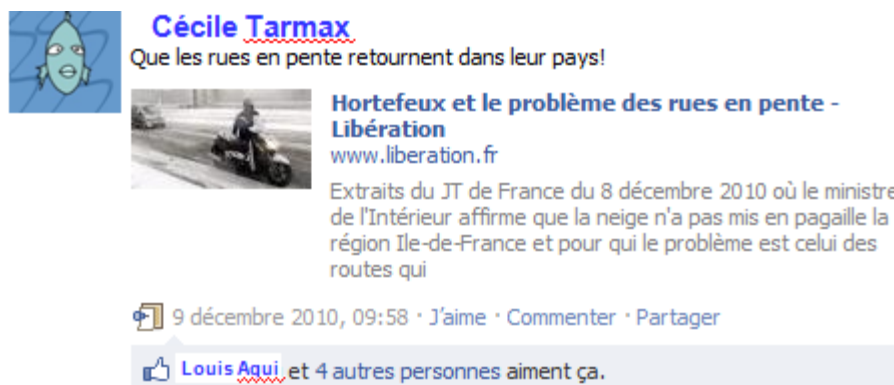 Cécile Tarmax
Que les rues en pente retournent dans leur pays!
Hortefeux et le problème des rues en pente -
Libération
www.liberation.fr
Extraits du JT de France du 8 décembre 2010 où le ministre
de l'Intérieur affirme que la neige n'a pas mis en pagaille la
région Ile-de-France et pour qui le problème est celui des
routes qui
9 décembre 2010, 09:58 · J'aime · Commenter · Partager
Louis Aqui et 4 autres personnes aiment ça.